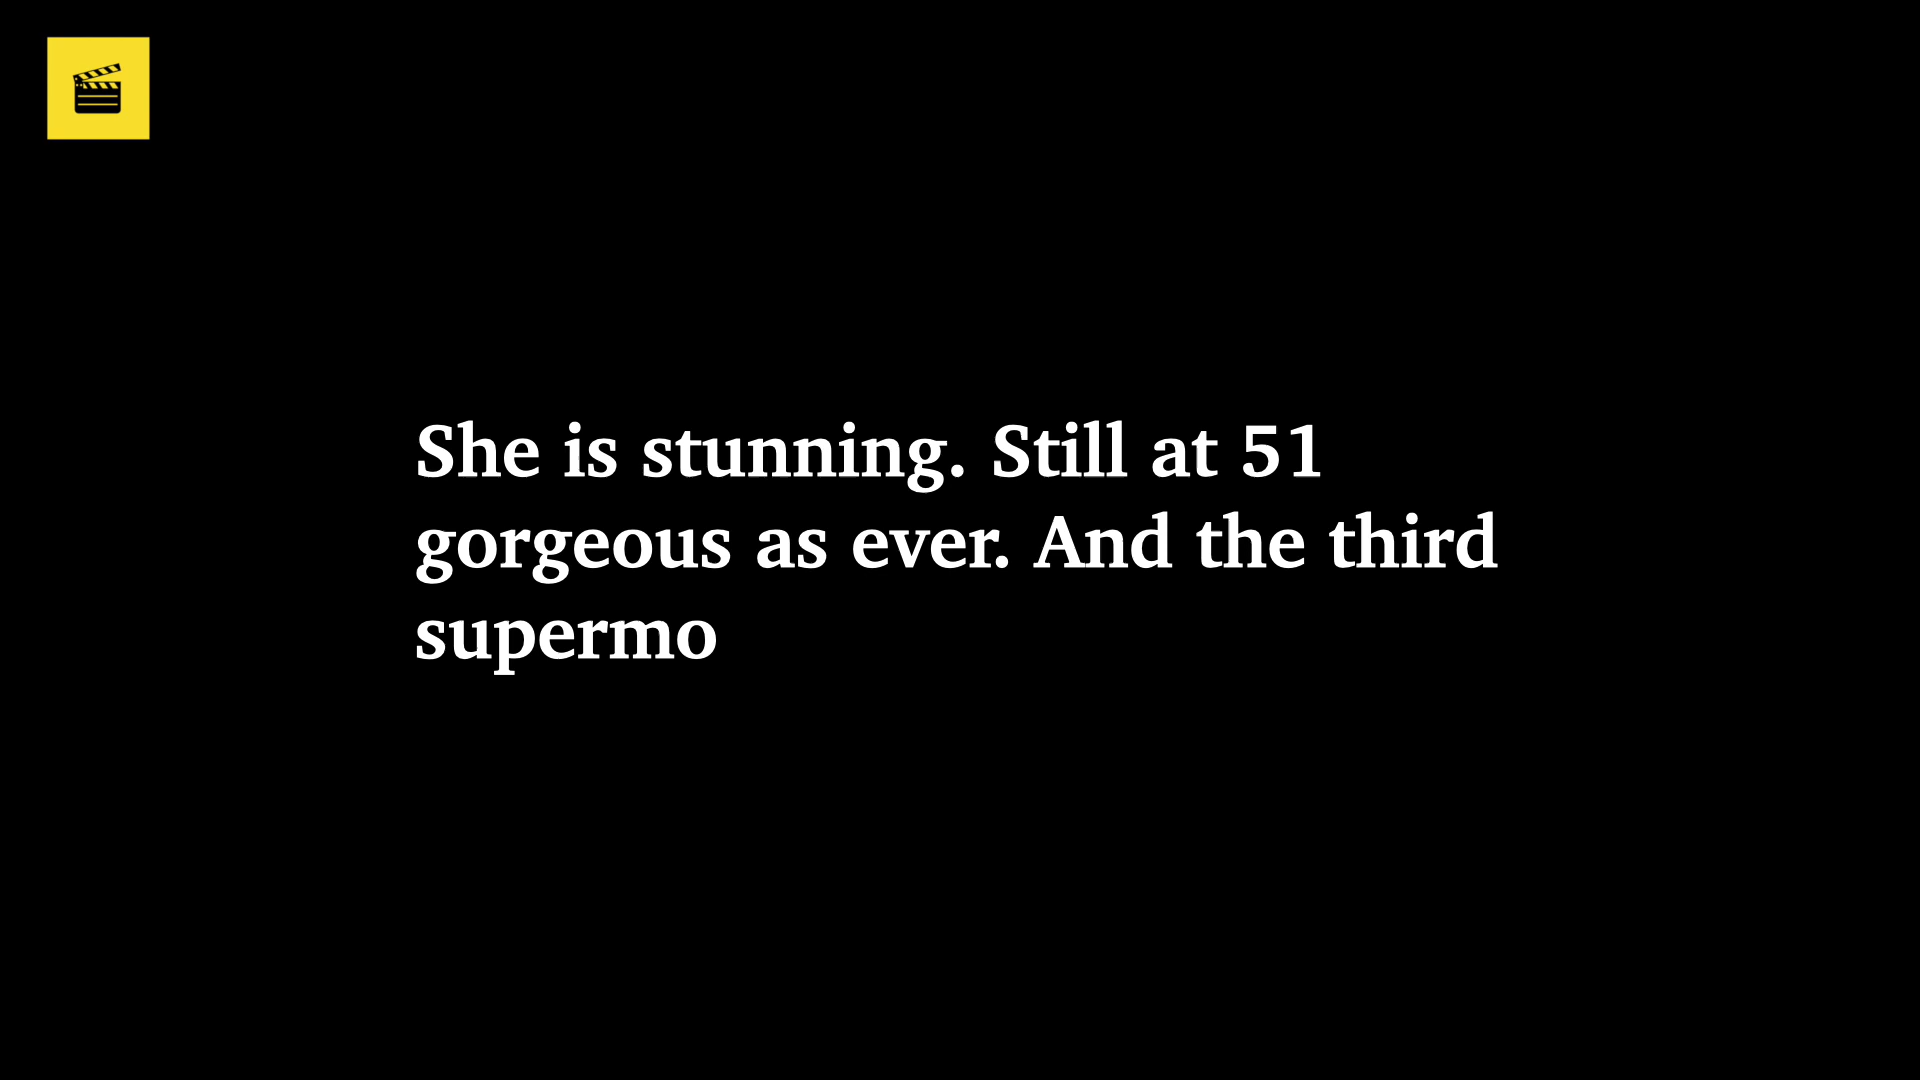 She is stunning. Still at 51
gorgeous as ever. And the third
supermo